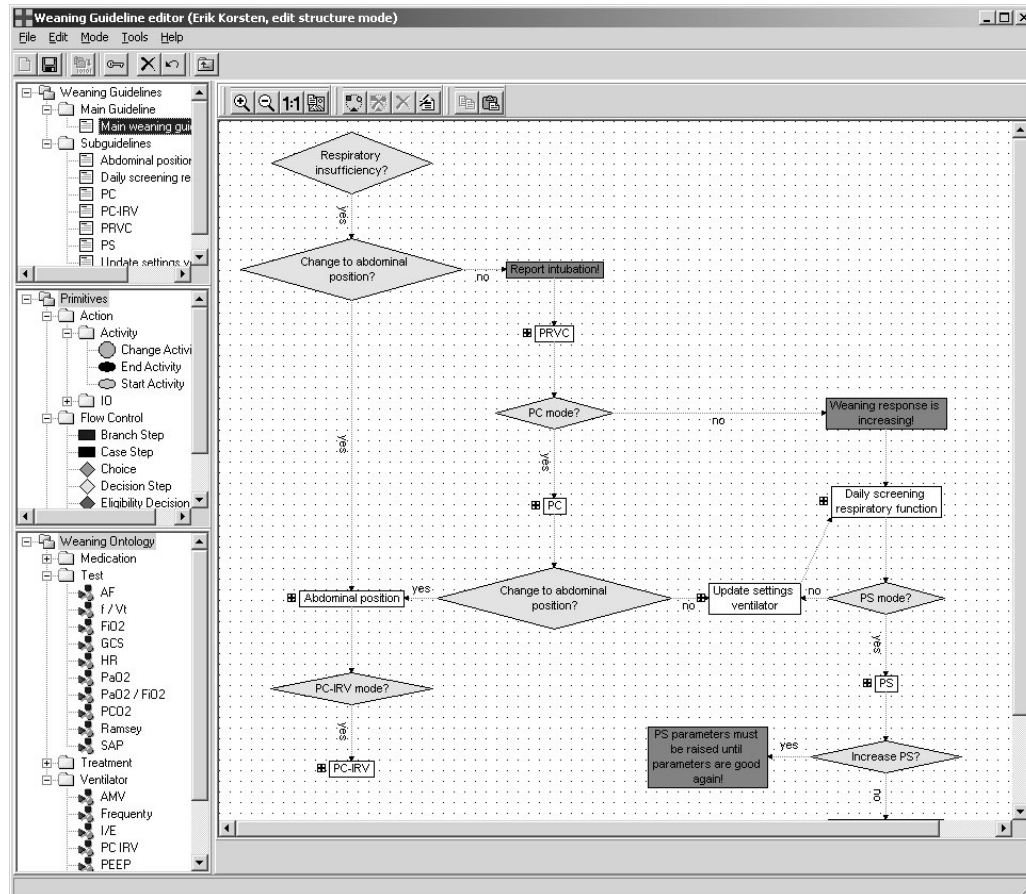 Weaning Guideline editor (Erik Korsten, edit structure mode)
File Edit Mode Tools Help
1:1
Weaning Guidelines
Main Guideline
Main weaning gui
Subguidelines
Abdominal position
Daily screening re
PC
PC-IRV
PRVC
PS
Update settings v
Primitives
Action
Activity
Change Activi
End Activity
Start Activity
IO
Flow Control
Branch Step
Case Step
Choice
Decision Step
Eligibility Decision
Weaning Ontology
Medication
Test
AF
f / Vt
FiO2
GCS
HR
PaO2
PaO2 / FiO2
PCO2
Ramsey
SAP
Treatment
Ventilator
AMV
Frequenty
I/E
PC IRV
PEEP
Respiratory
insufficiency?
yes
Change to abdominal
position?
no
Report intubation!
PRVC
PC mode?
no
Weaning response is
increasing!
yes
yes
PC
Daily screening
respiratory function
Abdominal position
yes
Change to abdominal
position?
no
Update settings
ventilator
no
PS mode?
yes
PS
PC-IRV mode?
yes
PC-IRV
PS parameters must
be raised until
parameters are good
again!
yes
Increase PS?
no